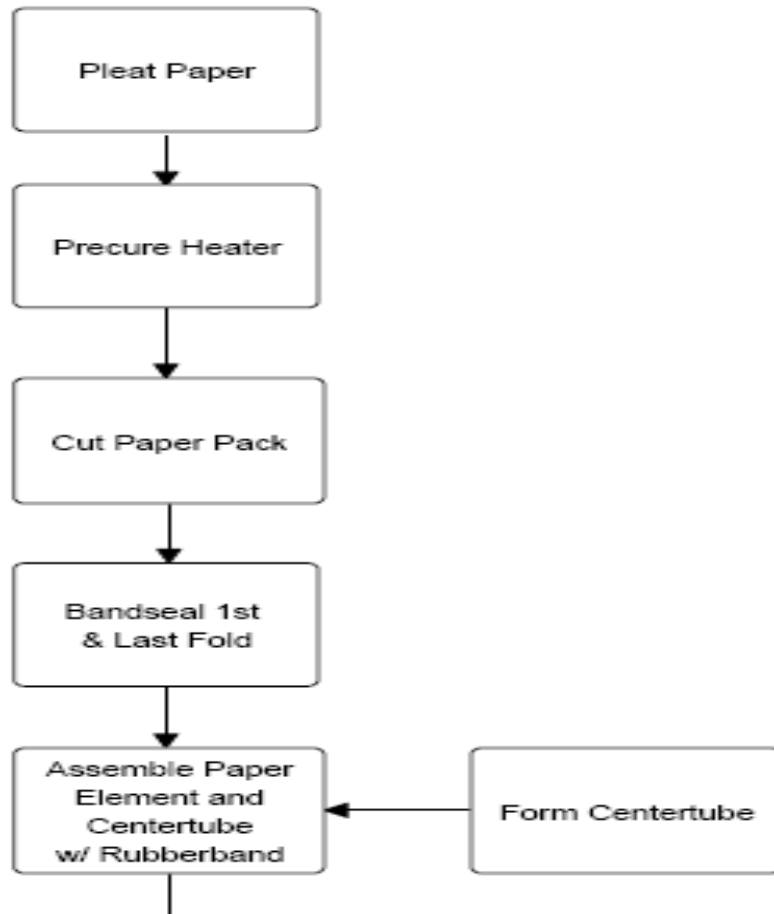 Pleat Paper
Precure Heater
Cut Paper Pack
Bandseal 1st
& Last Fold
Assemble Paper
Element and
Centertube
w/ Rubberband
Form Centertube